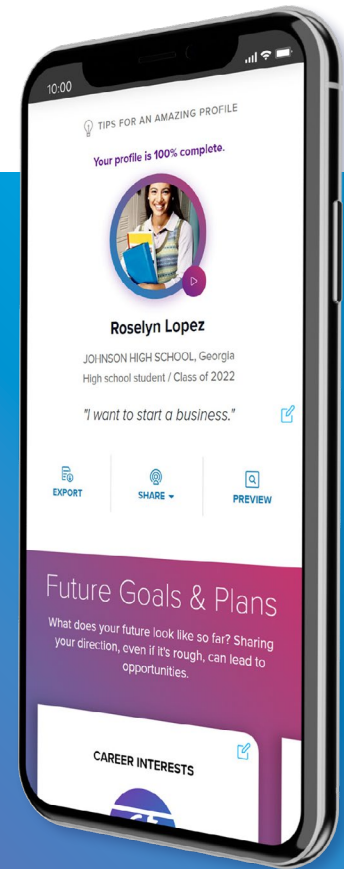 10:00
TIPS FOR AN AMAZING PROFILE
Your profile is 100% complete.
Roselyn Lopez
JOHNSON HIGH SCHOOL, Georgia
High school student / Class of 2022
"I want to start a business."
EXPORT
SHARE
PREVIEW
Future Goals & Plans
What does your future look like so far? Sharing
your direction, even if it's rough, can lead to
opportunities.
CAREER INTERESTS